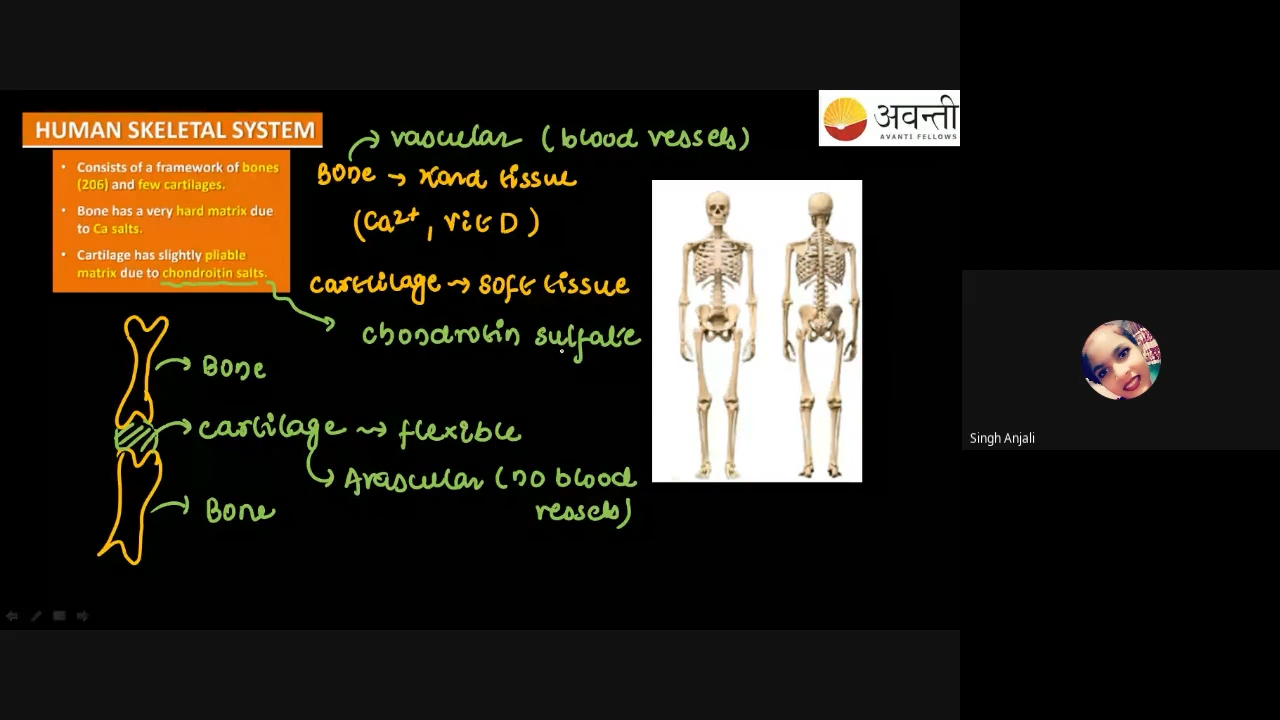 HUMAN SKELETAL SYSTEM
• Consists of a framework of bones
(206) and few cartilages.
• Bone has a very hard matrix due
to Ca salts.
• Cartilage has slightly pliable
matrix due to chondroitin salts.
vascular (blood vessels)
Bone → Hard tissue
(Ca2+, Vit D)
cartilage → soft tissue
chondrotin sulfate
Bone
cartilage → flexible
Avascular (no blood
vessels)
Bone
अवन्ती
AVANTI FELLOWS
Singh Anjali